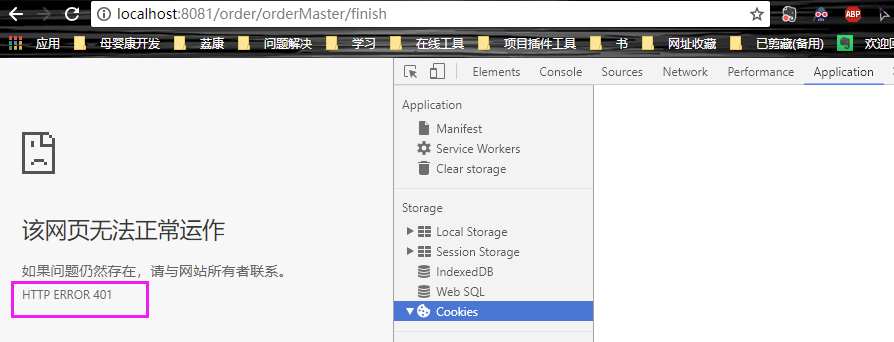 localhost:8081/order/orderMaster/finish
ABP
应用 母婴康开发 荔康 问题解决 学习 在线工具 项目插件工具 书 网址收藏 已剪藏(备用) 欢迎
Elements Console Sources Network Performance Application
Application
Manifest
Service Workers
Clear storage
Storage
Local Storage
Session Storage
IndexedDB
Web SQL
Cookies
该网页无法正常运作
如果问题仍然存在，请与网站所有者联系。
HTTP ERROR 401